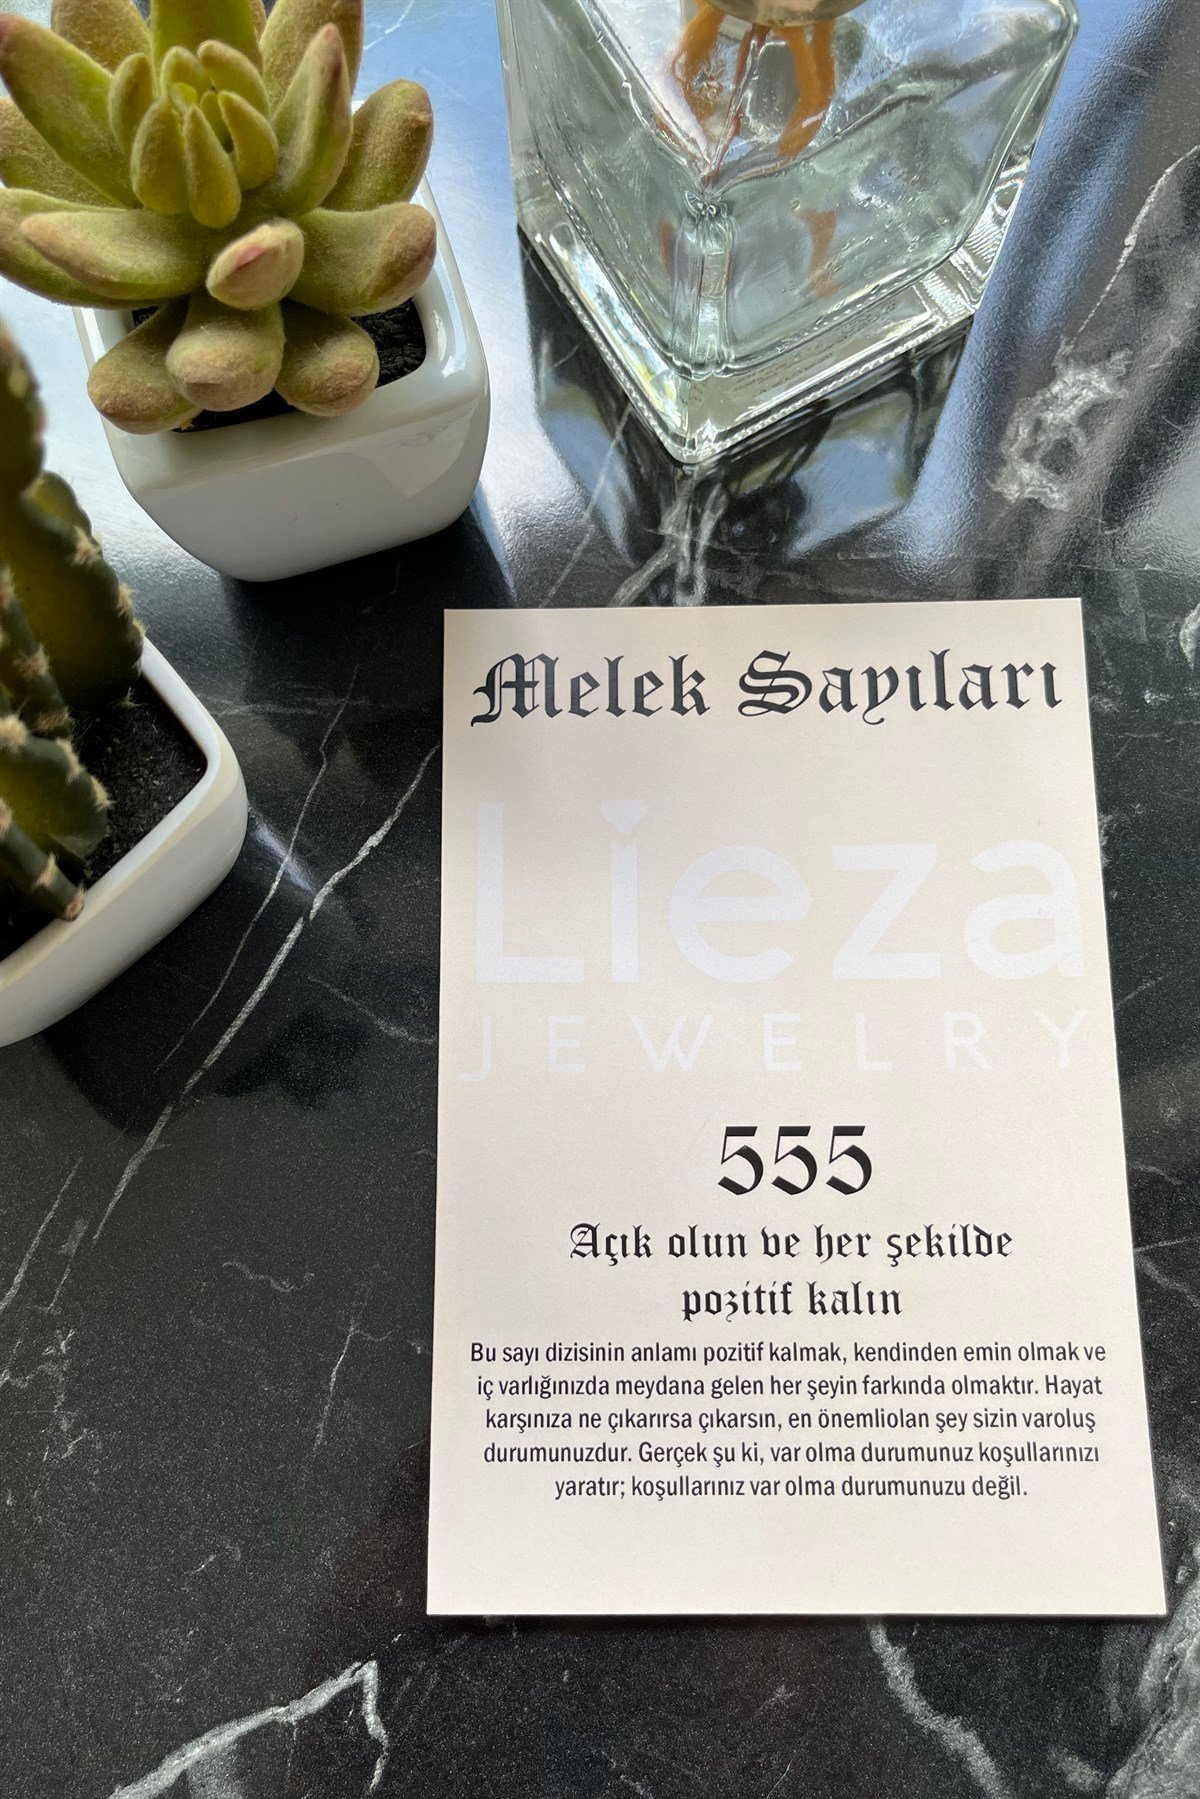 Melek Sayıları
Lieza
JEWELRY
555
Açık olun ve her şekilde
pozitif kalın
Bu sayı dizisinin anlamı pozitif kalmak, kendinden emin olmak ve
iç varlığınızda meydana gelen her şeyin farkında olmaktır. Hayat
karşınıza ne çıkarırsa çıkarsın, en önemliolan şey sizin varoluş
durumunuzdur. Gerçek şu ki, var olma durumunuz koşullarınızı
yaratır; koşullarınız var olma durumunuzu değil.